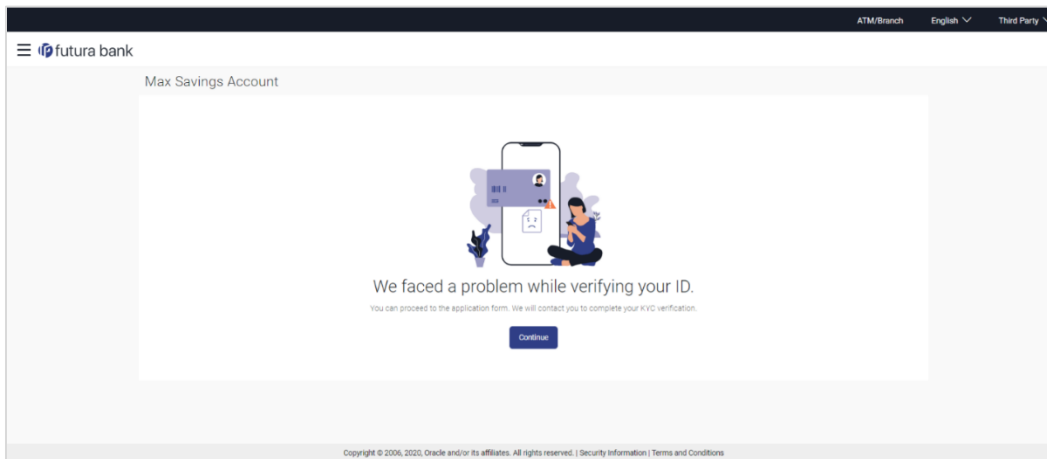 ATM/Branch English Third Party
futura bank
Max Savings Account
We faced a problem while verifying your ID.
You can proceed to the application form. We will contact you to complete your KYC verification.
Continue
Copyright © 2006, 2020, Oracle and/or its affiliates. All rights reserved. | Security Information | Terms and Conditions